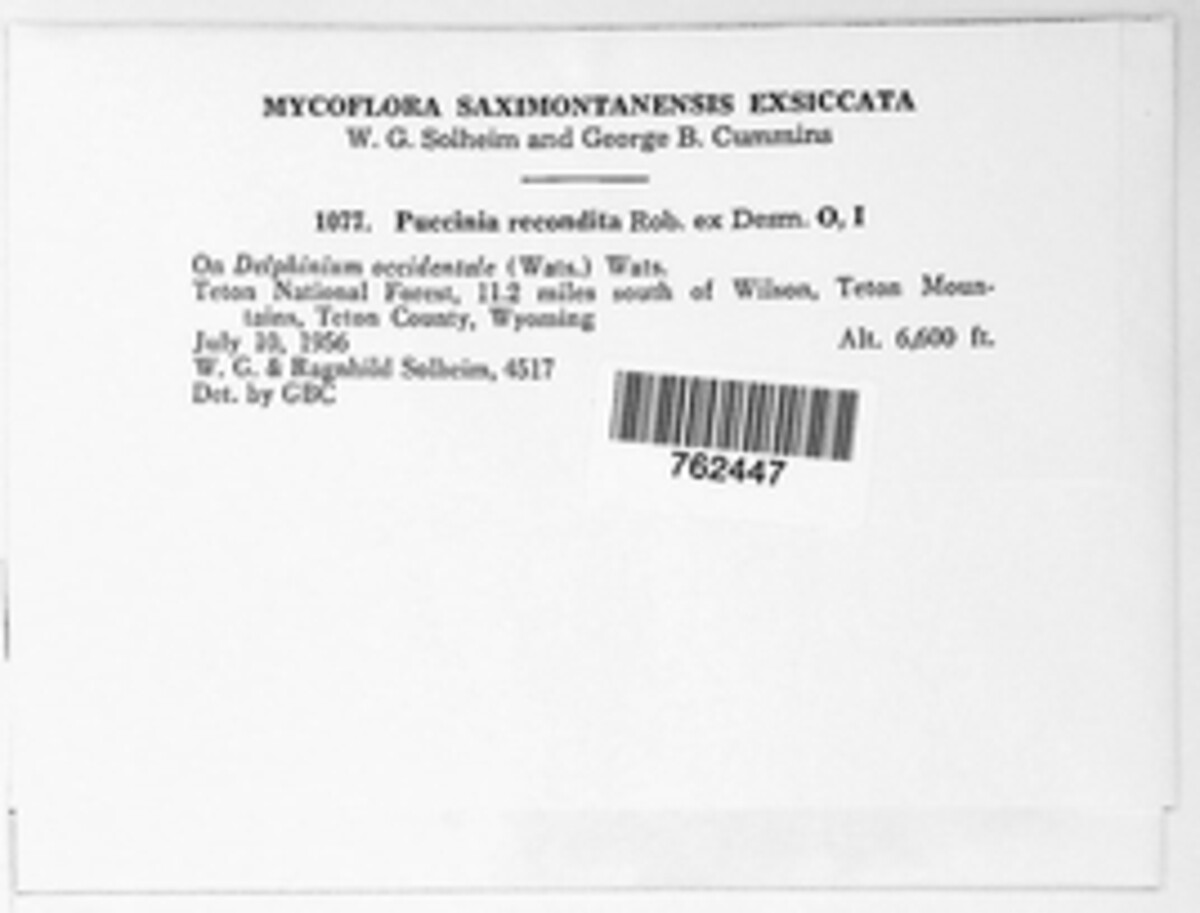 MYCOFLORA SAXIMONTANENSIS EXSICCATA
W. G. Solheim and George B. Cummins
1077. Puccinia recondita Rob. ex Desm. O, I
On Delphinium occidentale (Wats.) Wats.
Teton National Forest, 11.2 miles south of Wilson, Teton Moun-
tains, Teton County, Wyoming
July 10, 1956 Alt. 6,600 ft.
W. G. & Ragnhild Solheim, 4517
Det. by GBC
762447